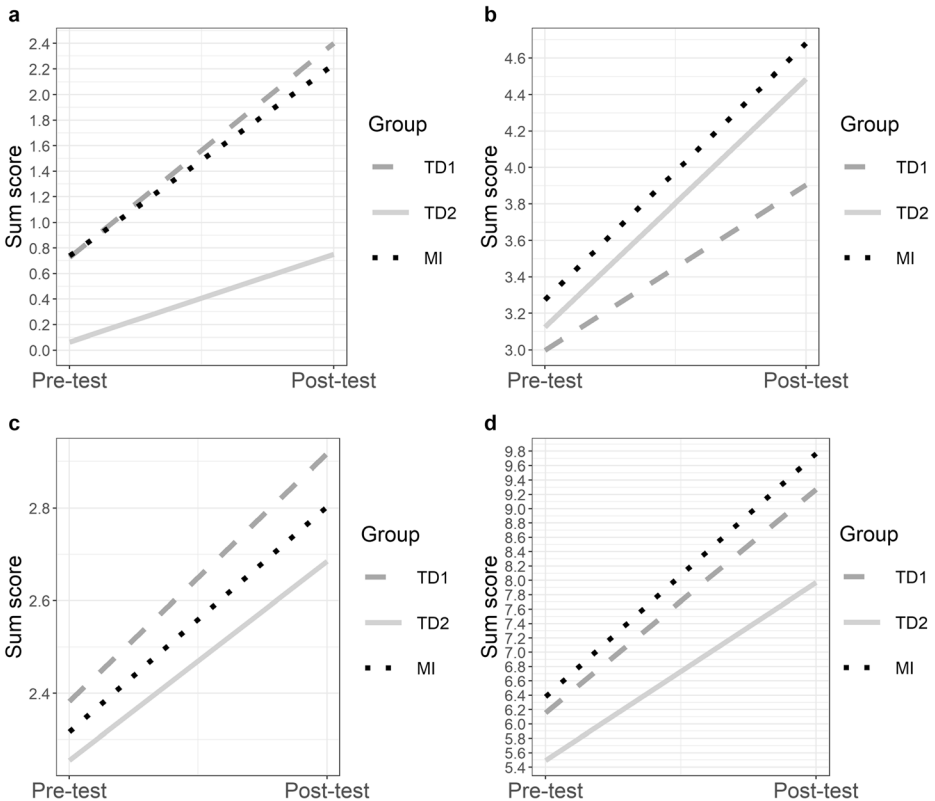 a
Sum score
2.4
2.2
2.0
1.8
1.6
1.4
1.2
1.0
0.8
0.6
0.4
0.2
0.0
Pre-test Post-test
Group
TD1
TD2
MI
b
Sum score
4.6
4.4
4.2
4.0
3.8
3.6
3.4
3.2
3.0
Pre-test Post-test
Group
TD1
TD2
MI
c
Sum score
2.8
2.6
2.4
Pre-test Post-test
Group
TD1
TD2
MI
d
Sum score
9.8
9.6
9.4
9.2
9.0
8.8
8.6
8.4
8.2
8.0
7.8
7.6
7.4
7.2
7.0
6.8
6.6
6.4
6.2
6.0
5.8
5.6
5.4
Pre-test Post-test
Group
TD1
TD2
MI